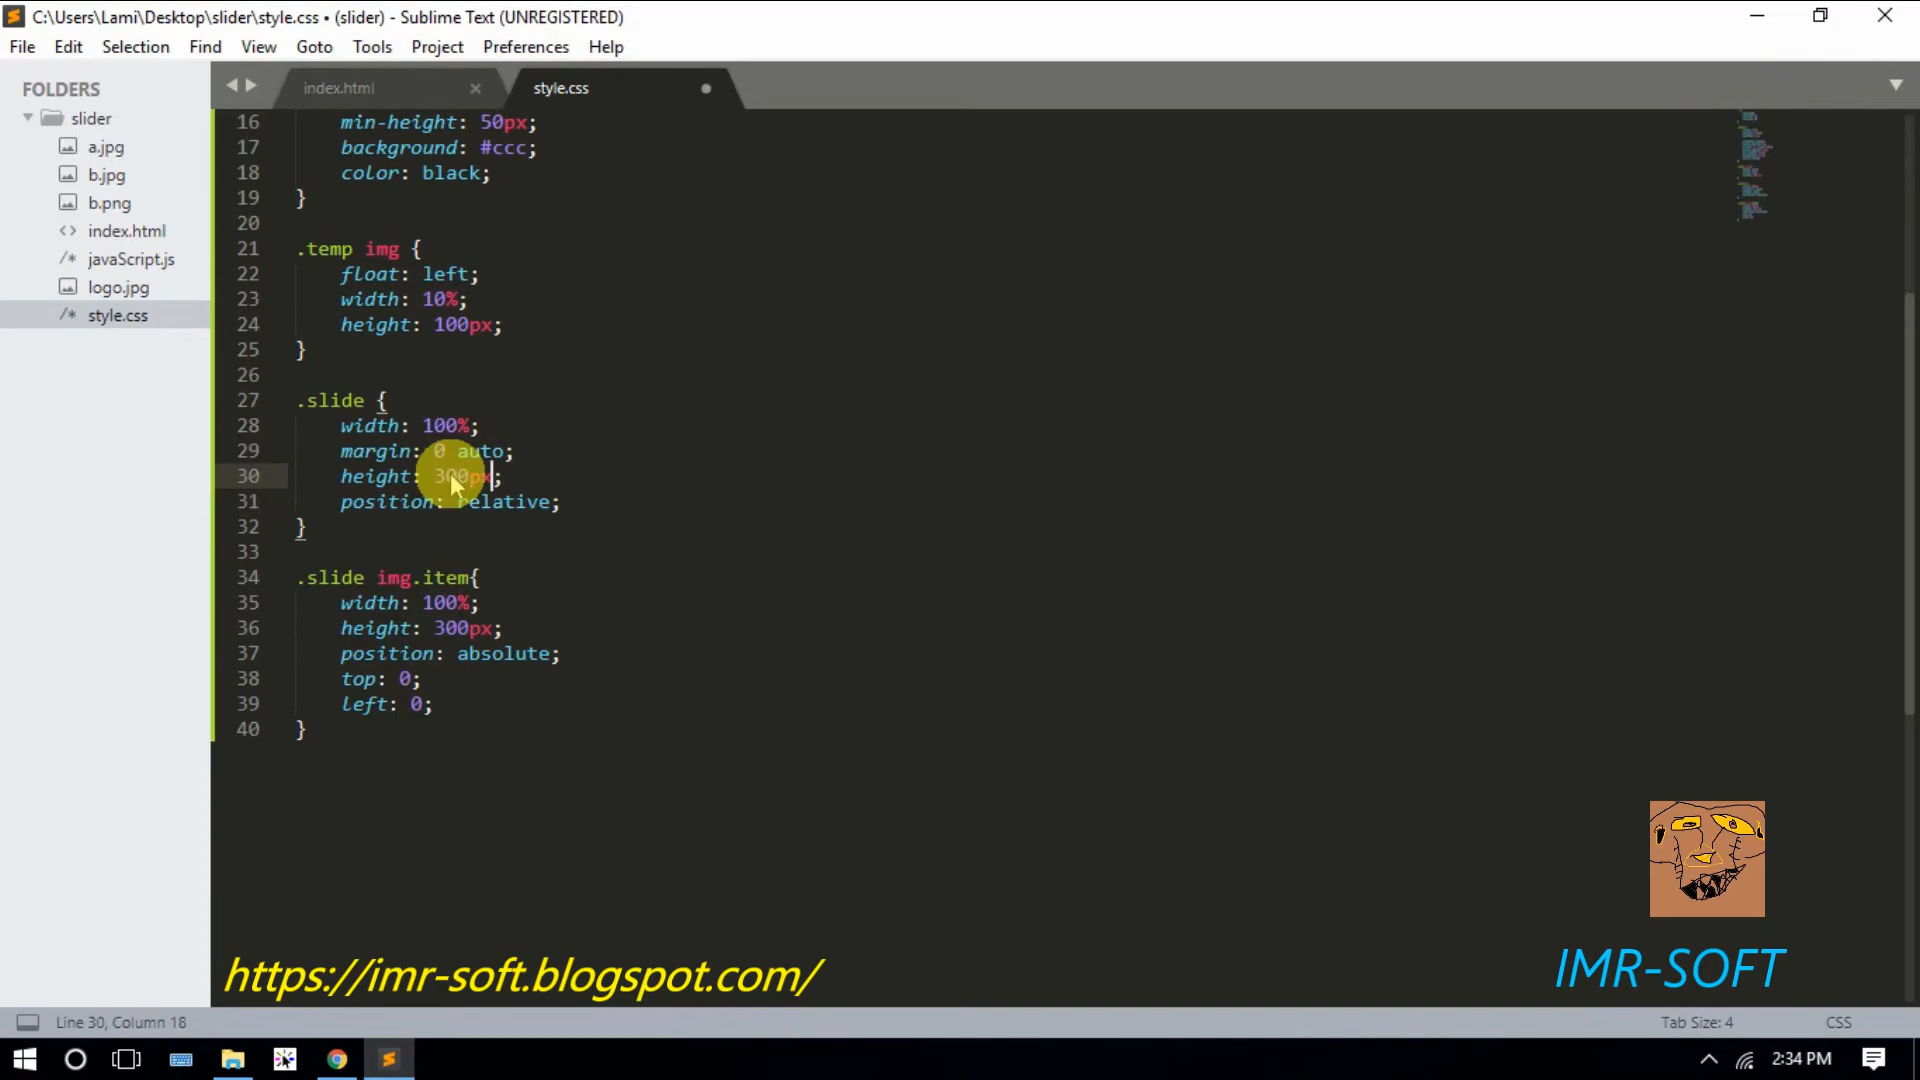 C:\Users\Lami\Desktop\slider\style.css • (slider) - Sublime Text (UNREGISTERED)
File Edit Selection Find View Goto Tools Project Preferences Help
FOLDERS
slider
a.jpg
b.jpg
b.png
<> index.html
/* javaScript.js
logo.jpg
/* style.css
index.html ×
style.css
16 min-height: 50px;
17 background: #ccc;
18 color: black;
19 }
20
21 .temp img {
22 float: left;
23 width: 10%;
24 height: 100px;
25 }
26
27 .slide {
28 width: 100%;
29 margin: 0 auto;
30 height: 300px;
31 position: relative;
32 }
33
34 .slide img.item{
35 width: 100%;
36 height: 300px;
37 position: absolute;
38 top: 0;
39 left: 0;
40 }
https://imr-soft.blogspot.com/
IMR-SOFT
Line 30, Column 18
Tab Size: 4
CSS
2:34 PM